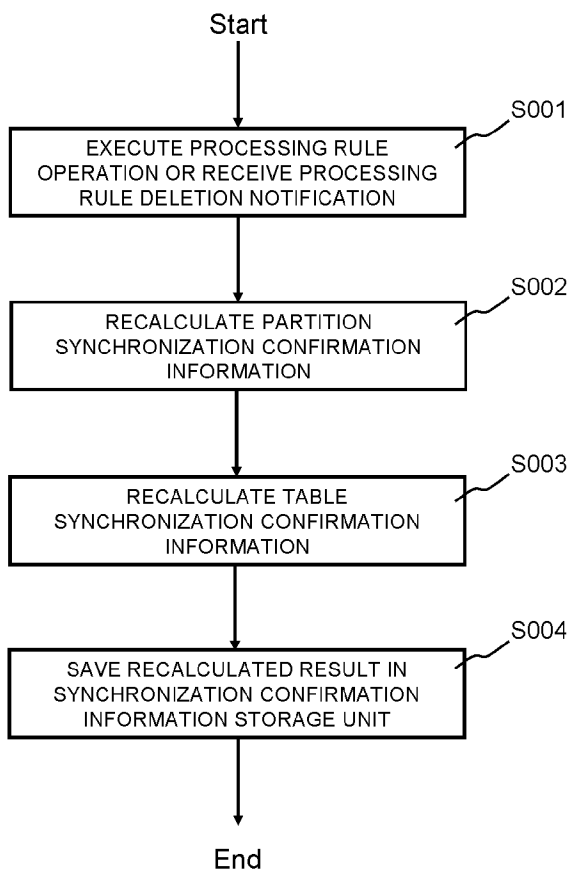 Start
S001
EXECUTE PROCESSING RULE
OPERATION OR RECEIVE PROCESSING
RULE DELETION NOTIFICATION
S002
RECALCULATE PARTITION
SYNCHRONIZATION CONFIRMATION
INFORMATION
S003
RECALCULATE TABLE
SYNCHRONIZATION CONFIRMATION
INFORMATION
S004
SAVE RECALCULATED RESULT IN
SYNCHRONIZATION CONFIRMATION
INFORMATION STORAGE UNIT
End